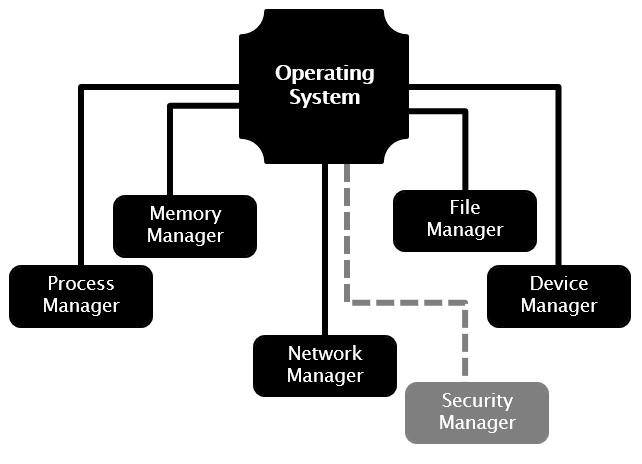 Operating
System
Memory
Manager
File
Manager
Process
Manager
Device
Manager
Network
Manager
Security
Manager